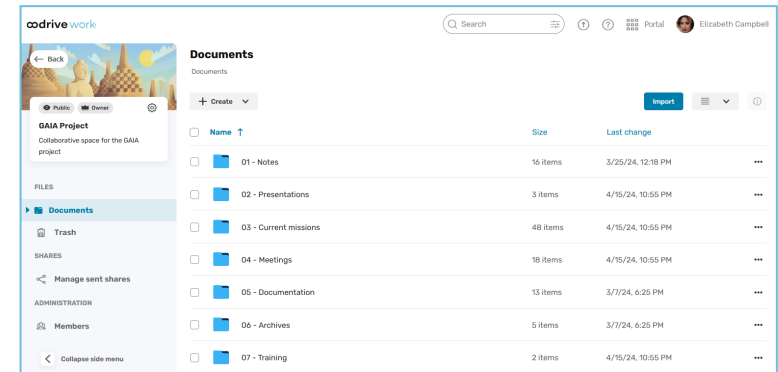 oodrive work
Search
?
Portal
Elizabeth Campbell
← Back
Public
Owner
GAIA Project
Collaborative space for the GAIA
project
FILES
Documents
Trash
SHARES
Manage sent shares
ADMINISTRATION
Members
Collapse side menu
Documents
Documents
+ Create
Import
Name ↑ Size Last change
01 - Notes 16 items 3/25/24, 12:18 PM
02 - Presentations 3 items 4/15/24, 10:55 PM
03 - Current missions 48 items 4/15/24, 10:55 PM
04 - Meetings 18 items 4/15/24, 10:55 PM
05 - Documentation 13 items 3/7/24, 6:25 PM
06 - Archives 5 items 3/7/24, 6:25 PM
07 - Training 2 items 4/15/24, 10:55 PM